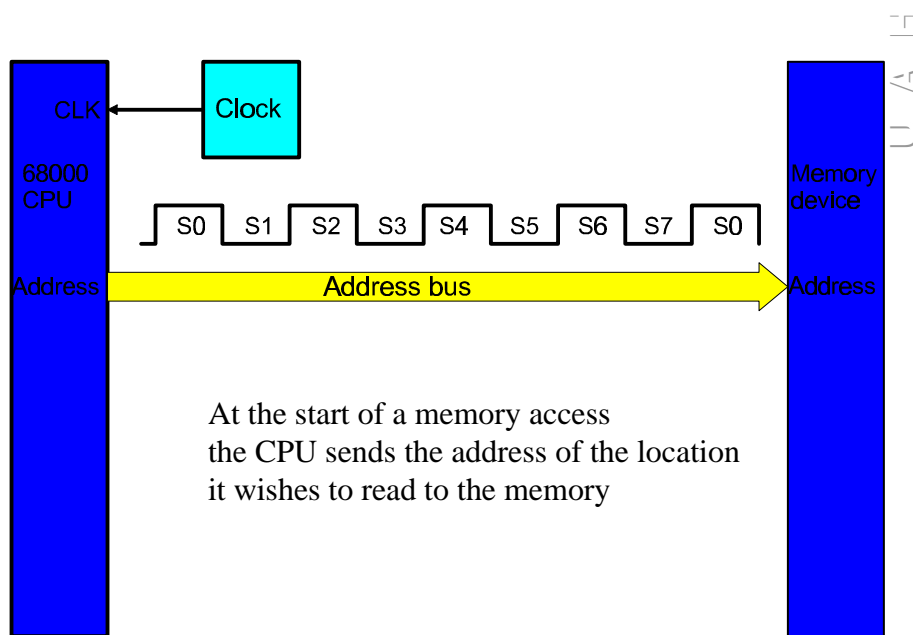 CLK
Clock
68000
CPU
Memory
device
S0 S1 S2 S3 S4 S5 S6 S7 S0
Address
Address bus
Address
At the start of a memory access
the CPU sends the address of the location
it wishes to read to the memory